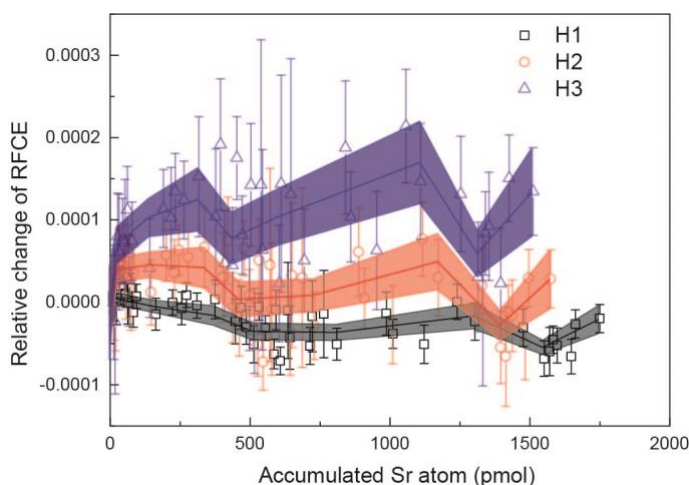 H1
H2
H3
Relative change of RFCE
0.0003
0.0002
0.0001
0.0000
-0.0001
0
500
1000
1500
2000
Accumulated Sr atom (pmol)